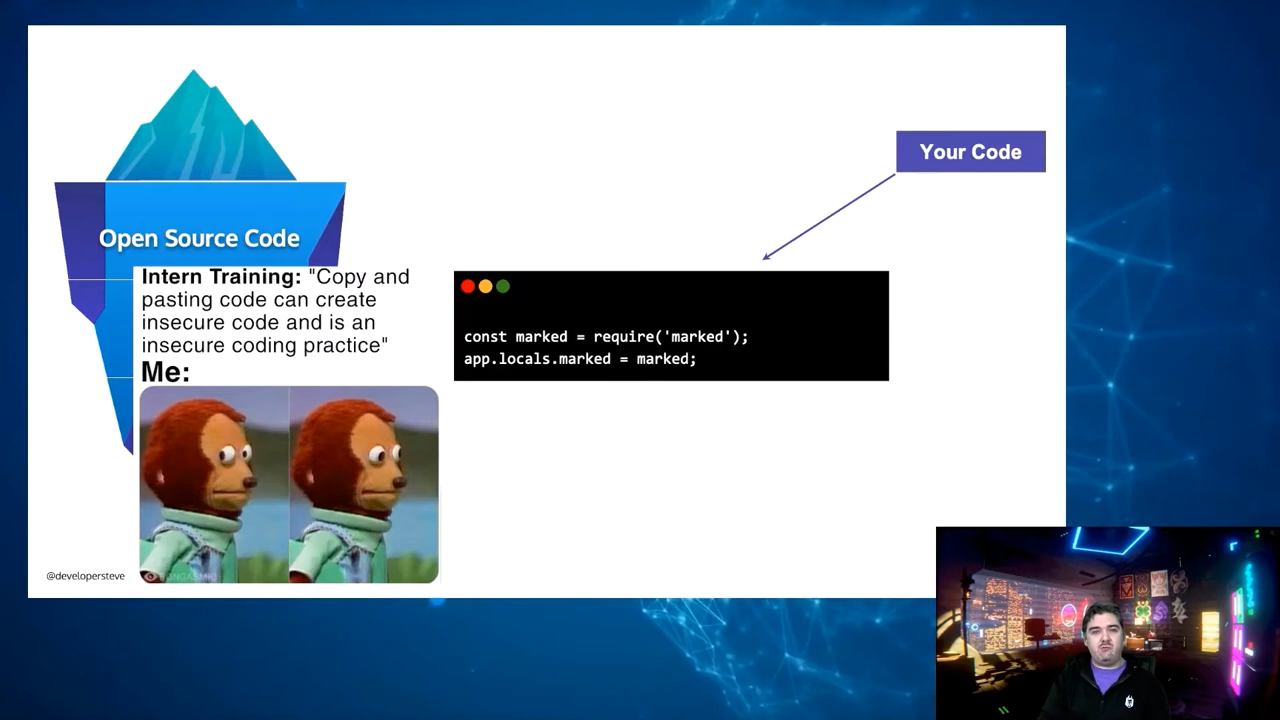 Your Code
Open Source Code
Intern Training: "Copy and
pasting code can create
insecure code and is an
insecure coding practice"
Me:
const marked = require('marked');
app.locals.marked = marked;
@developersteve